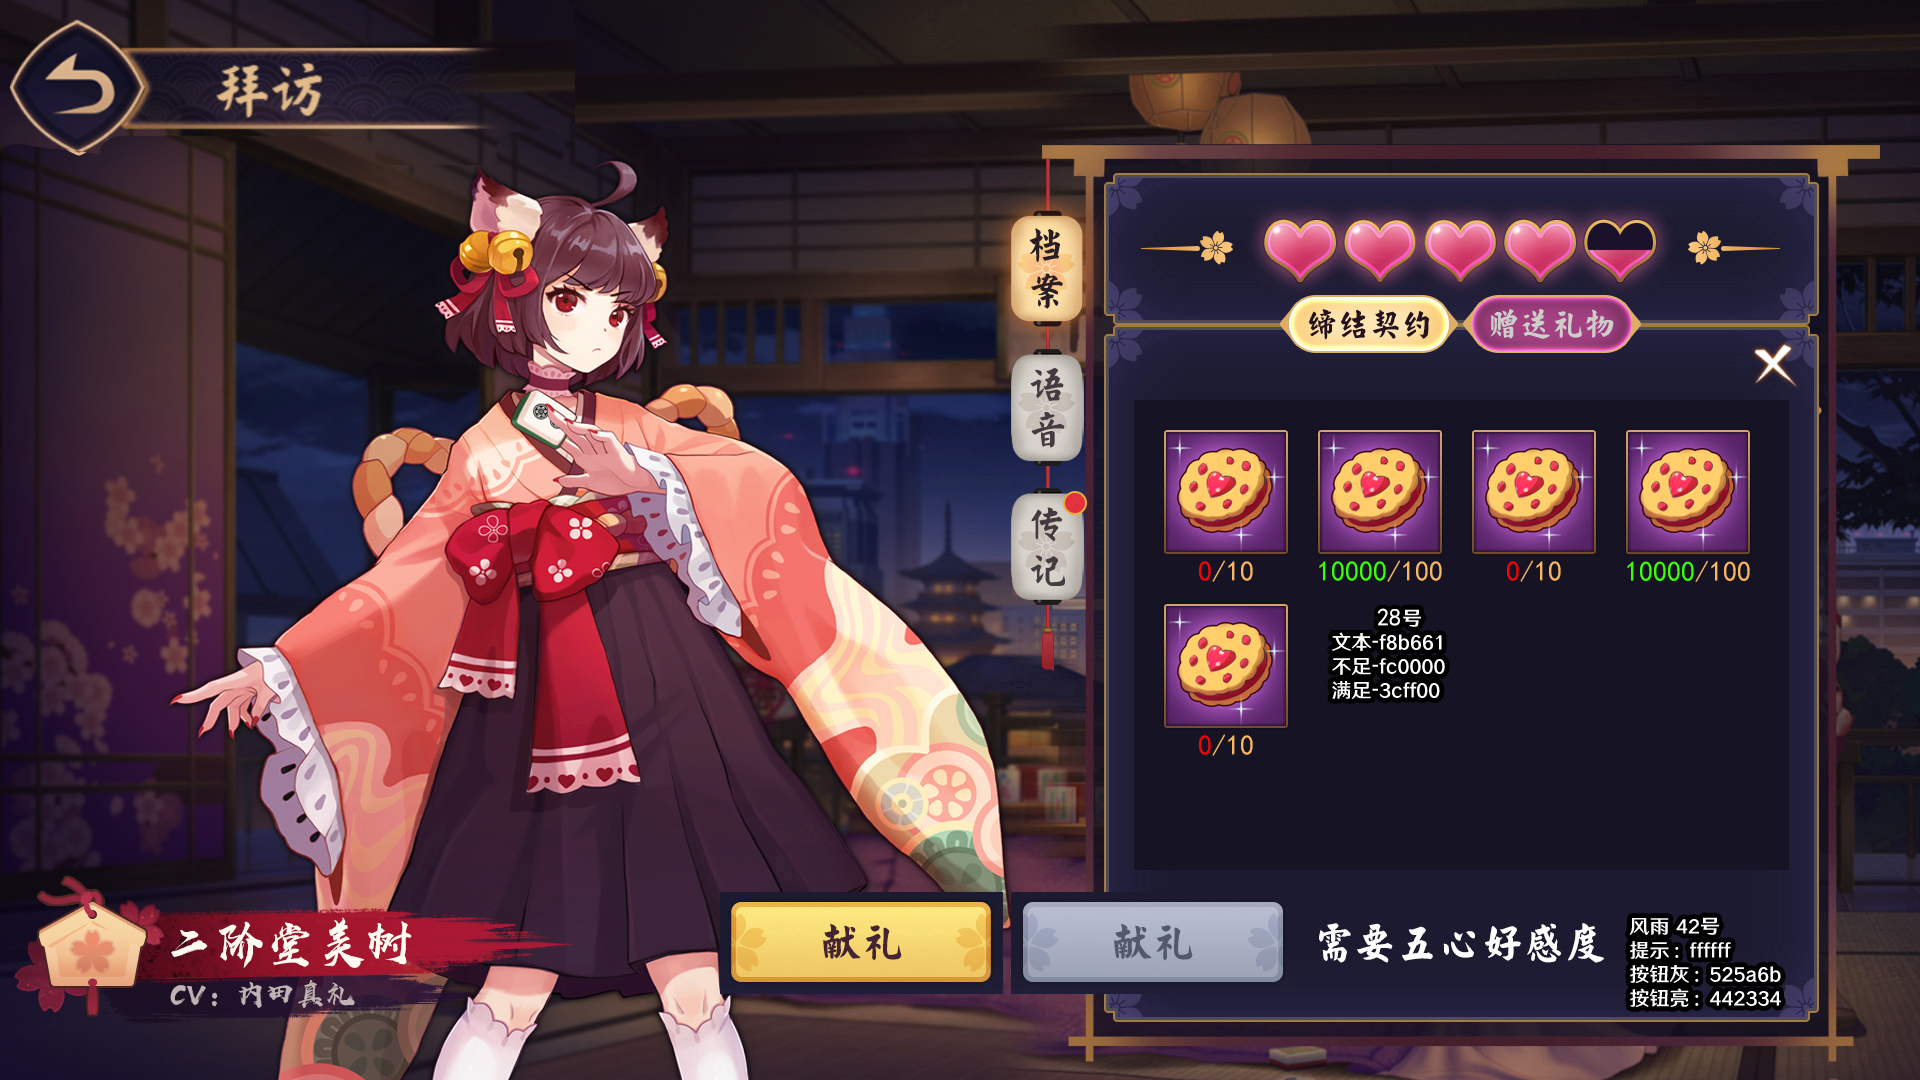 拜访
档案
语音
传记
缔结契约
赠送礼物
0/10
10000/100
0/10
10000/100
0/10
28号
文本-f8b661
不足-fc0000
满足-3cff00
献礼
献礼
需要五心好感度
风雨 42号
提示：ffffff
按钮灰：525a6b
按钮亮：442334
二阶堂美树
CV：内田真礼